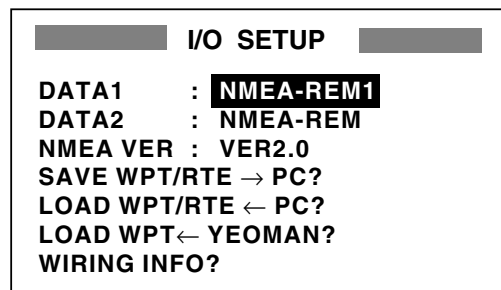 I/O SETUP
DATA1 : NMEA-REM1
DATA2 : NMEA-REM
NMEA VER : VER2.0
SAVE WPT/RTE → PC?
LOAD WPT/RTE ← PC?
LOAD WPT← YEOMAN?
WIRING INFO?